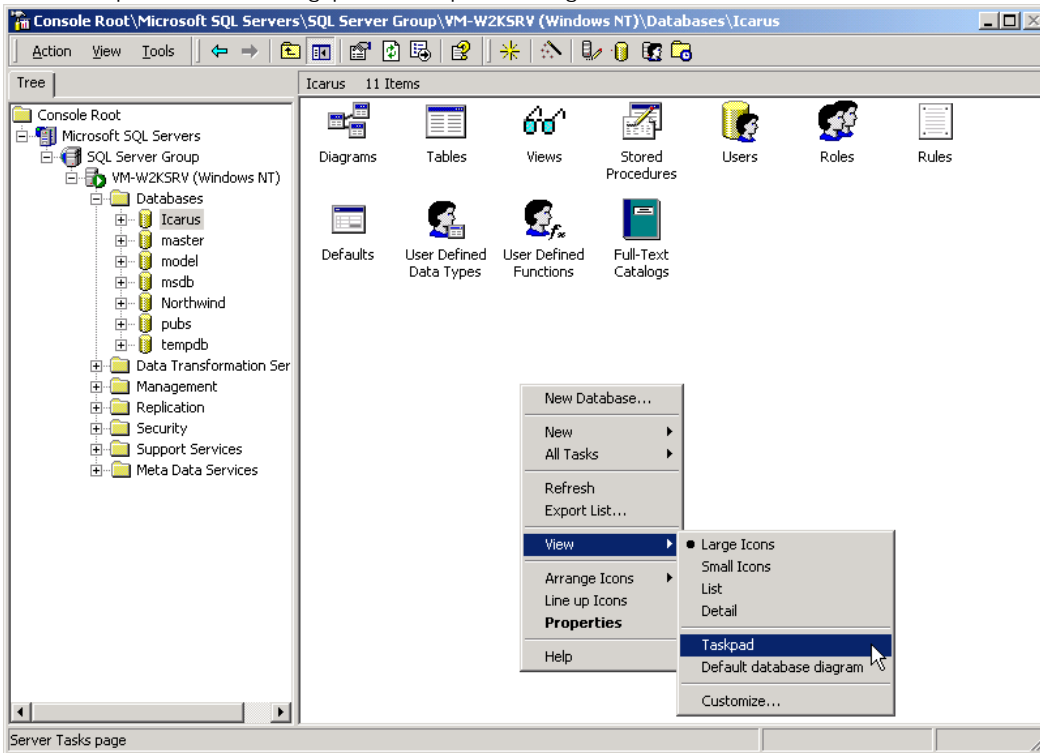 Console Root\Microsoft SQL Servers\SQL Server Group\VM-W2KSRV (Windows NT)\Databases\Icarus
Action View Tools
Tree
Icarus 11 Items
Console Root
Microsoft SQL Servers
SQL Server Group
VM-W2KSRV (Windows NT)
Databases
Icarus
master
model
msdb
Northwind
pubs
tempdb
Data Transformation Ser
Management
Replication
Security
Support Services
Meta Data Services
Diagrams Tables Views Stored Procedures Users Roles Rules
Defaults User Defined Data Types User Defined Functions Full-Text Catalogs
New Database...
New
All Tasks
Refresh
Export List...
View
Arrange Icons
Line up Icons
Properties
Help
Large Icons
Small Icons
List
Detail
Taskpad
Default database diagram
Customize...
Server Tasks page